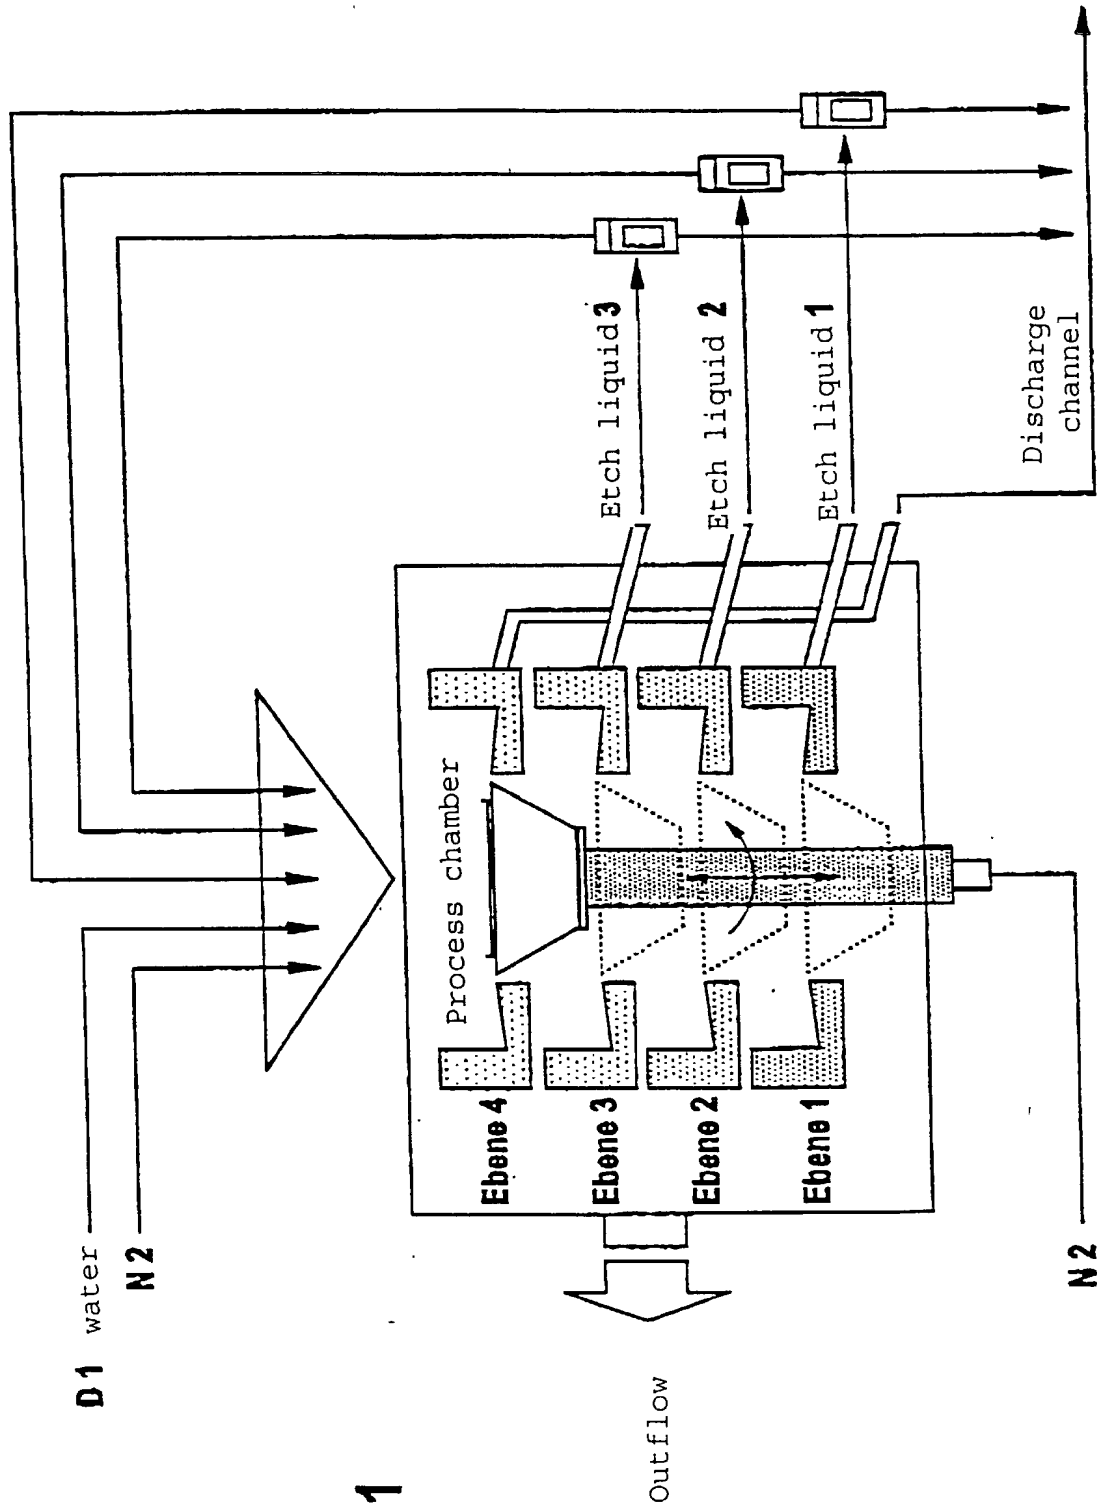 1
D1 water
N2
Process chamber
Ebene 4
Ebene 3
Ebene 2
Ebene 1
Etch liquid 3
Etch liquid 2
Etch liquid 1
Discharge
channel
Outflow
N2